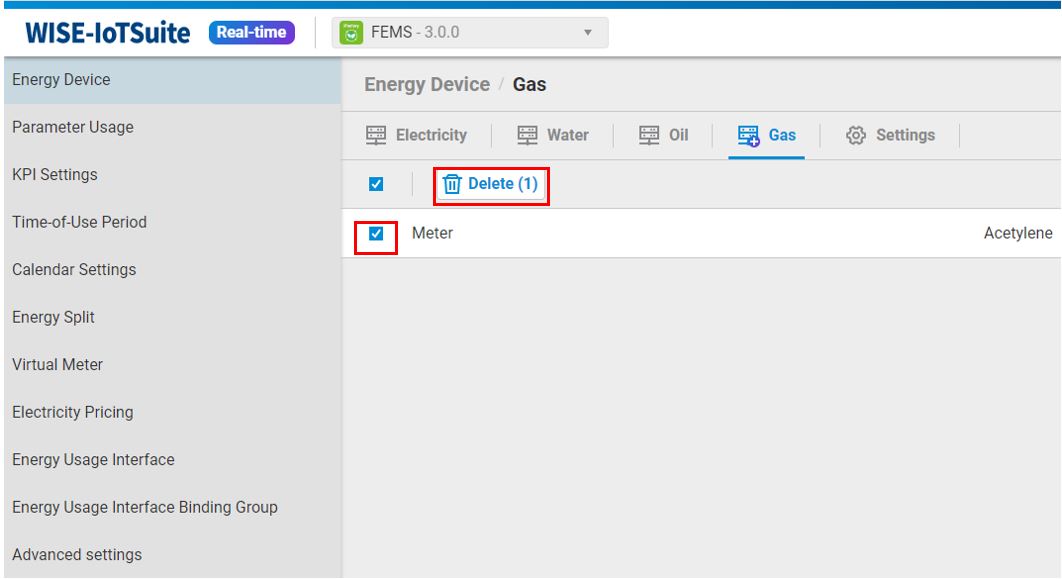 WISE-IoTSuite Real-time FEMS - 3.0.0
Energy Device
Parameter Usage
KPI Settings
Time-of-Use Period
Calendar Settings
Energy Split
Virtual Meter
Electricity Pricing
Energy Usage Interface
Energy Usage Interface Binding Group
Advanced settings
Energy Device / Gas
Electricity Water Oil Gas Settings
Delete (1)
Meter Acetylene